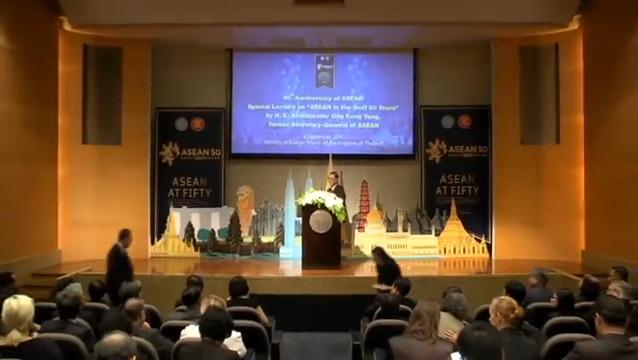 50th Anniversary of ASEAN
Special Lecture on "ASEAN in the Next 50 Years"
by H. E. Ambassador Ong Keng Yong,
former Secretary-General of ASEAN
Ministry of Foreign Affairs of the Kingdom of Thailand
ASEAN 50
ASEAN
AT FIFTY
ASEAN 50
ASEAN
AT FIFTY